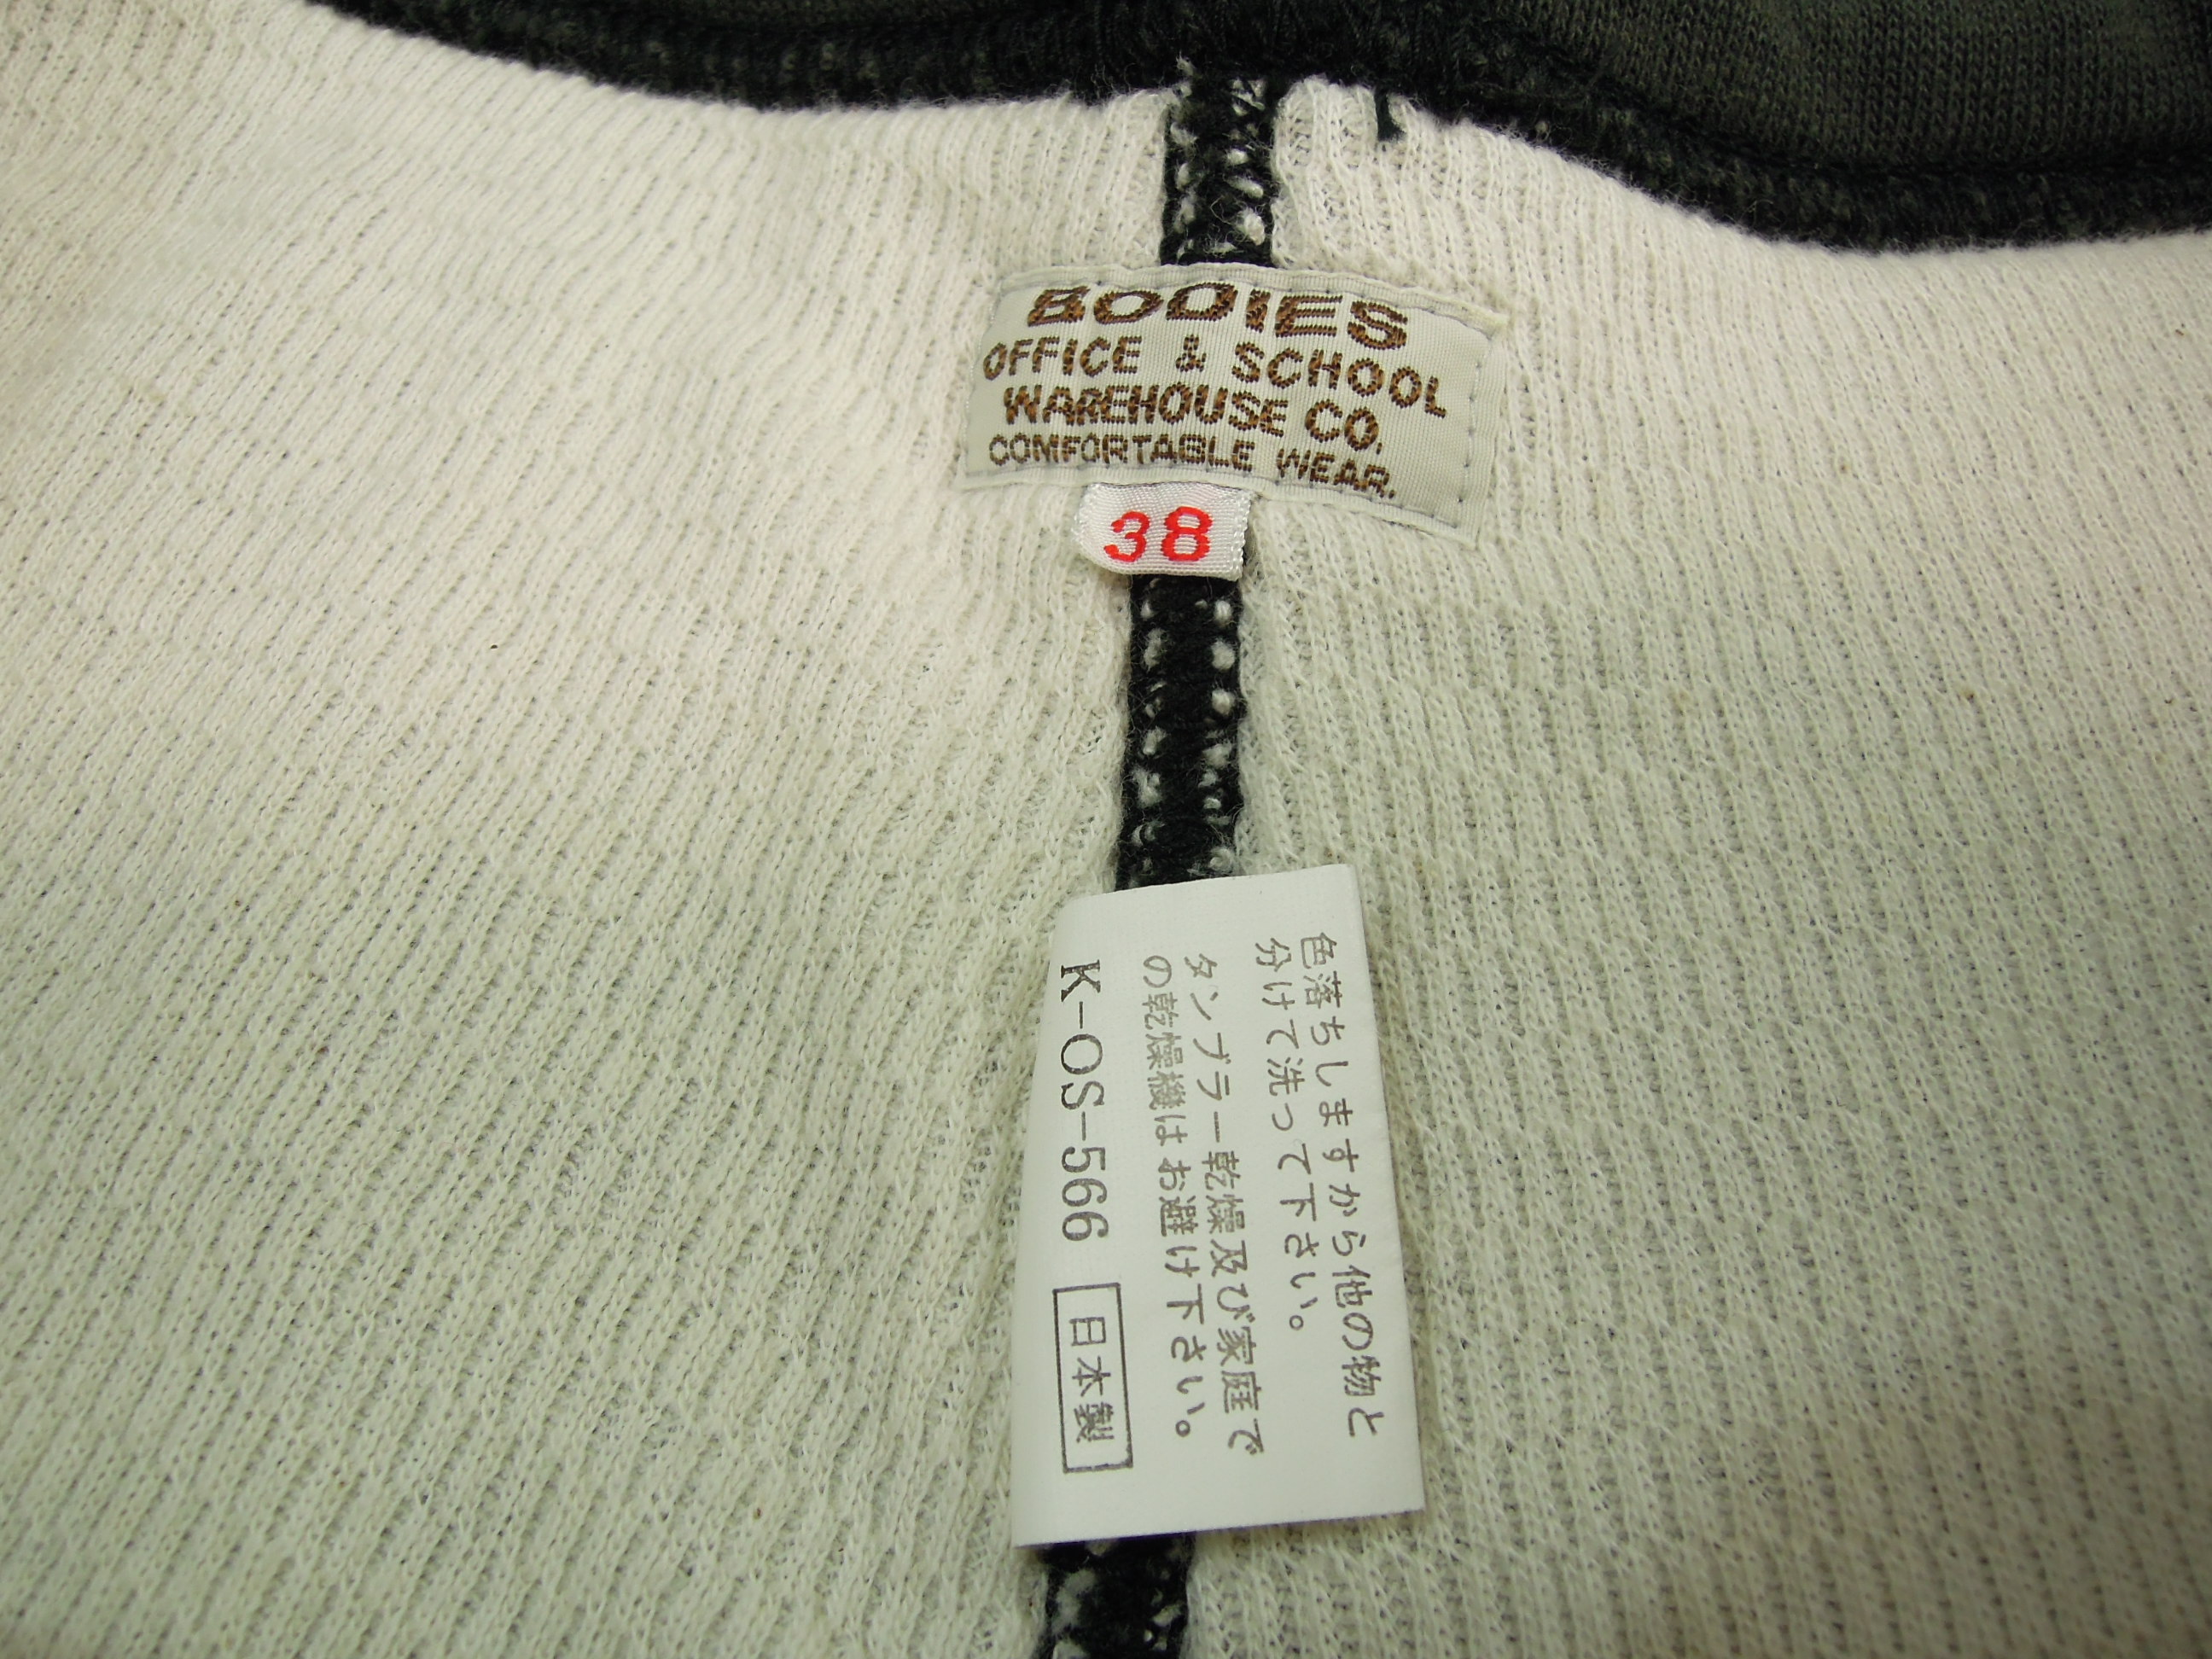 BODIES
OFFICE & SCHOOL
WAREHOUSE CO.
COMFORTABLE WEAR.
38
色落ちしますから他の物と
分けて洗って下さい。
タンブラー乾燥及び家庭で
の乾燥機はお避け下さい。
K-OS-566 日本製